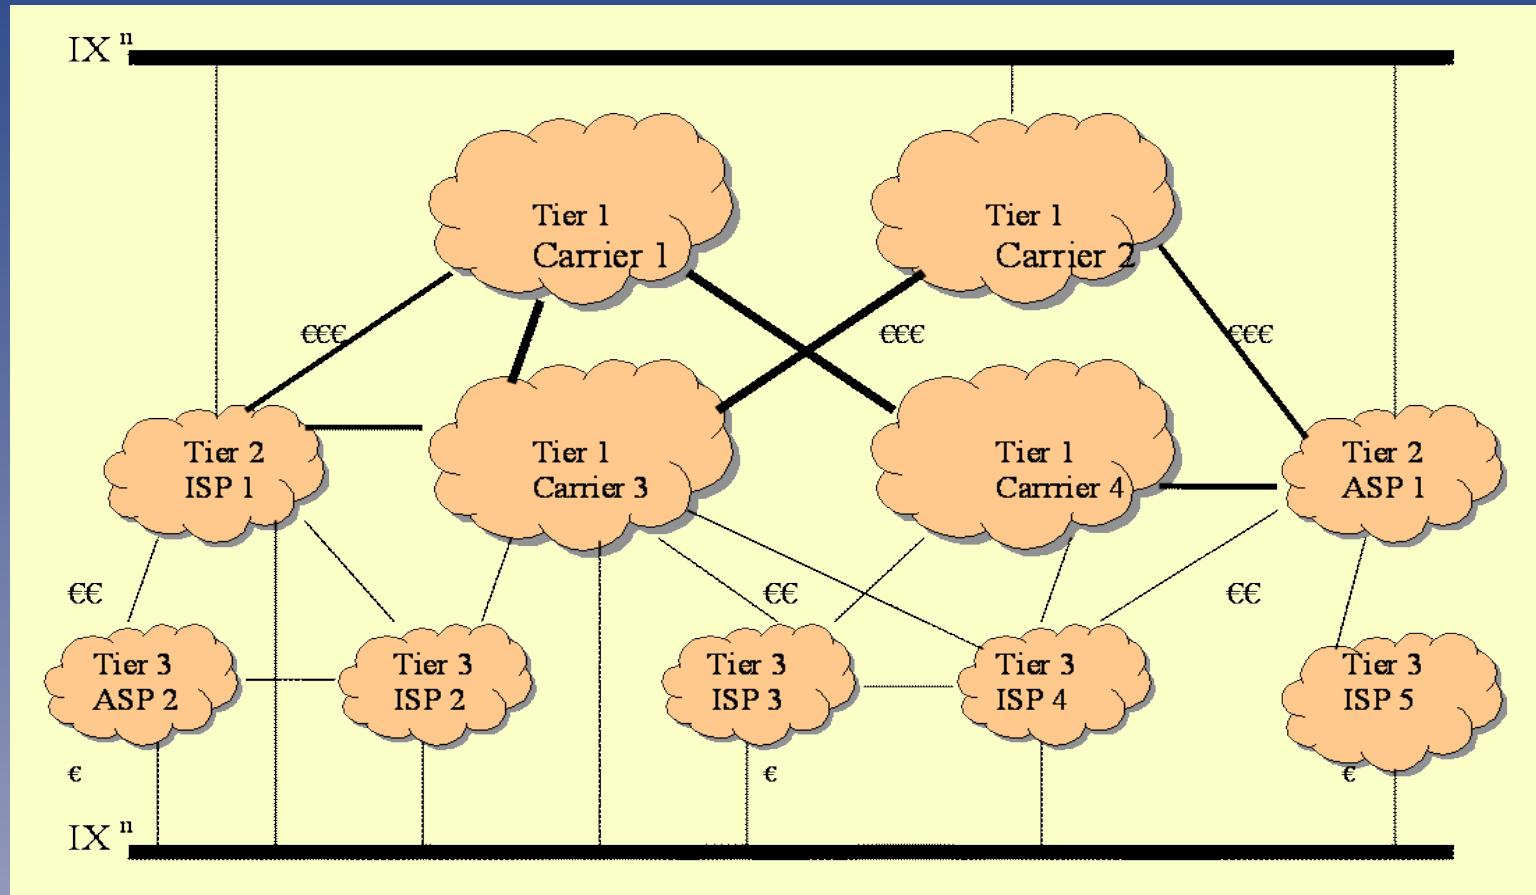 IX n
Tier 1
Carrier 1
Tier 1
Carrier 2
€€€
€€€
€€€
Tier 2
ISP 1
Tier 1
Carrier 3
Tier 1
Carrrier 4
Tier 2
ASP 1
€€
€€
€€
Tier 3
ASP 2
Tier 3
ISP 2
Tier 3
ISP 3
Tier 3
ISP 4
Tier 3
ISP 5
€
€
€
IX n